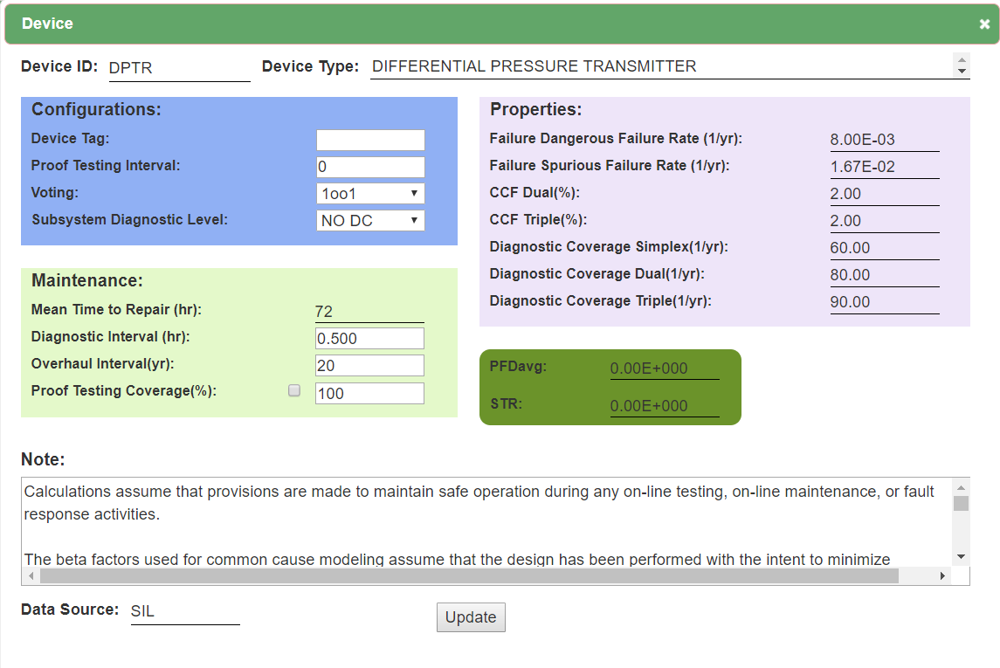 Device
Device ID: DPTR Device Type: DIFFERENTIAL PRESSURE TRANSMITTER
Configurations:
Device Tag:
Proof Testing Interval: 0
Voting: 1oo1
Subsystem Diagnostic Level: NO DC
Maintenance:
Mean Time to Repair (hr): 72
Diagnostic Interval (hr): 0.500
Overhaul Interval(yr): 20
Proof Testing Coverage(%): 100
Properties:
Failure Dangerous Failure Rate (1/yr): 8.00E-03
Failure Spurious Failure Rate (1/yr): 1.67E-02
CCF Dual(%): 2.00
CCF Triple(%): 2.00
Diagnostic Coverage Simplex(1/yr): 60.00
Diagnostic Coverage Dual(1/yr): 80.00
Diagnostic Coverage Triple(1/yr): 90.00
PFDavg: 0.00E+000
STR: 0.00E+000
Note:
Calculations assume that provisions are made to maintain safe operation during any on-line testing, on-line maintenance, or fault
response activities.
The beta factors used for common cause modeling assume that the design has been performed with the intent to minimize
Data Source: SIL
Update